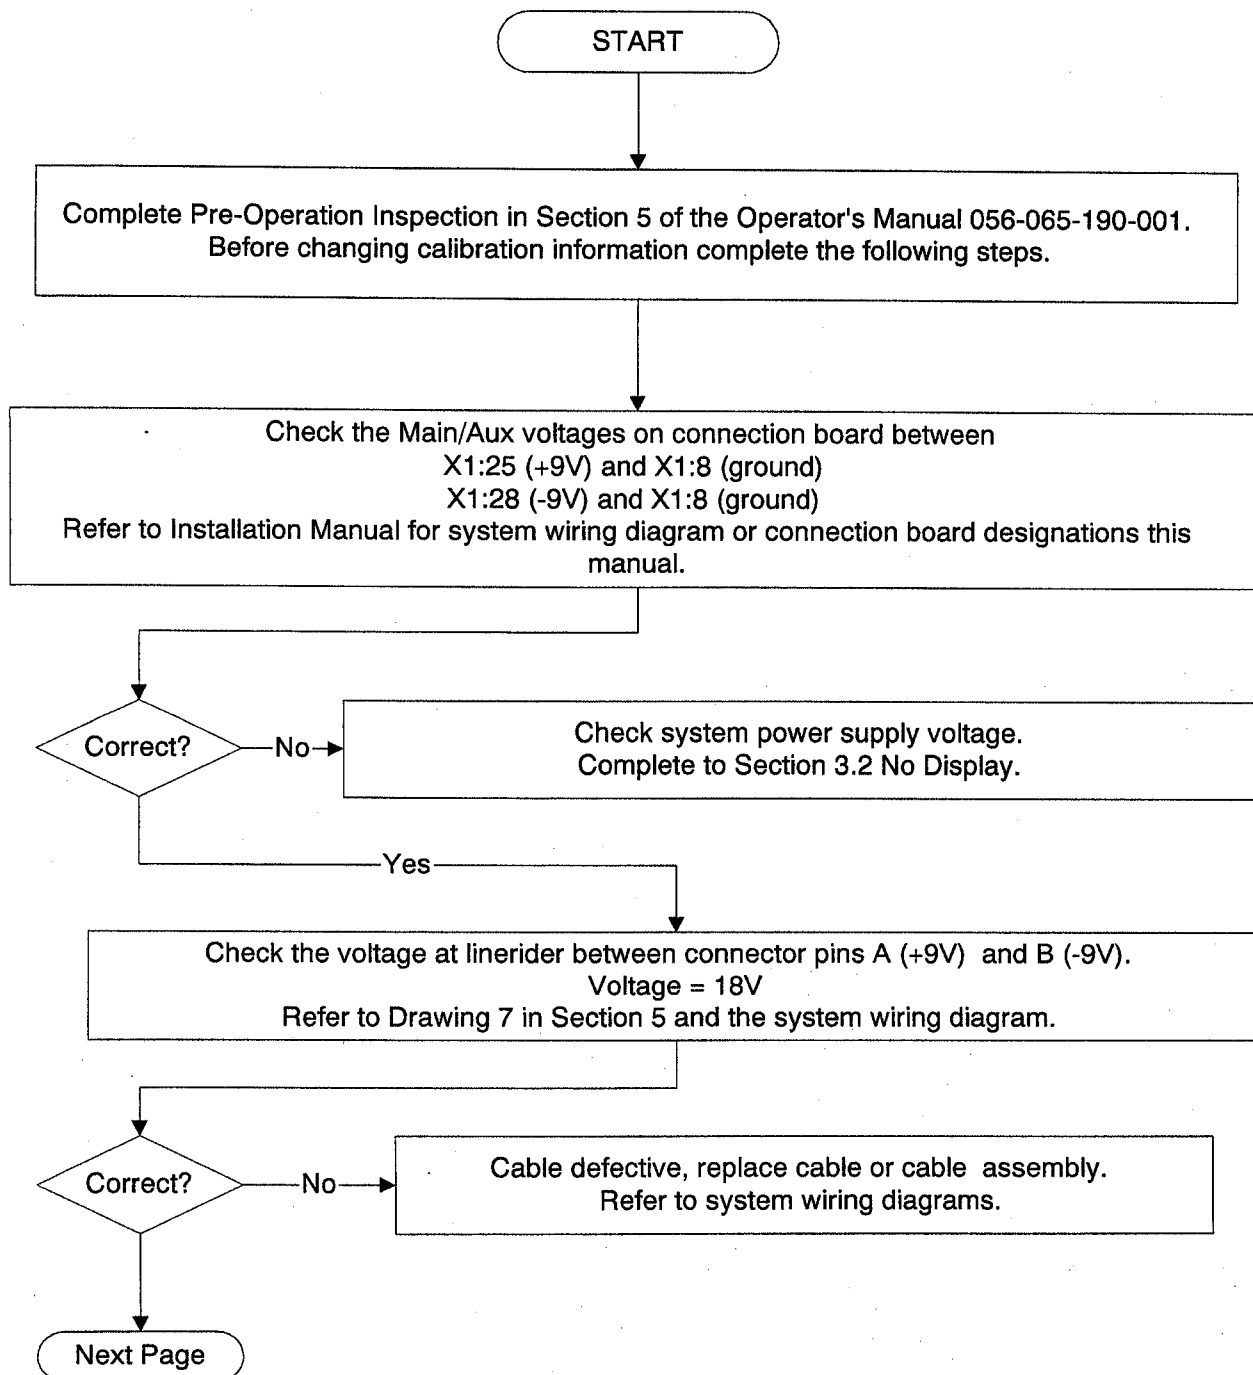 START
Complete Pre-Operation Inspection in Section 5 of the Operator's Manual 056-065-190-001.
Before changing calibration information complete the following steps.
Check the Main/Aux voltages on connection board between
X1:25 (+9V) and X1:8 (ground)
X1:28 (-9V) and X1:8 (ground)
Refer to Installation Manual for system wiring diagram or connection board designations this
manual.
Correct?
No
Check system power supply voltage.
Complete to Section 3.2 No Display.
Yes
Check the voltage at linerider between connector pins A (+9V) and B (-9V).
Voltage = 18V
Refer to Drawing 7 in Section 5 and the system wiring diagram.
Correct?
No
Cable defective, replace cable or cable assembly.
Refer to system wiring diagrams.
Next Page